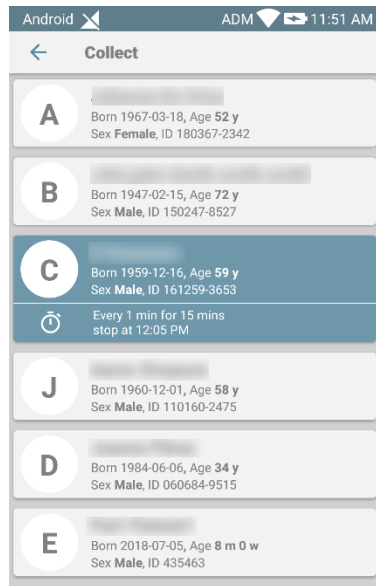 Android ADM 11:51 AM
Collect
A
Born 1967-03-18, Age 52 y
Sex Female, ID 180367-2342
B
Born 1947-02-15, Age 72 y
Sex Male, ID 150247-8527
C
Born 1959-12-16, Age 59 y
Sex Male, ID 161259-3653
Every 1 min for 15 mins
stop at 12:05 PM
J
Born 1960-12-01, Age 58 y
Sex Male, ID 110160-2475
D
Born 1984-06-06, Age 34 y
Sex Male, ID 060684-9515
E
Born 2018-07-05, Age 8 m 0 w
Sex Male, ID 435463